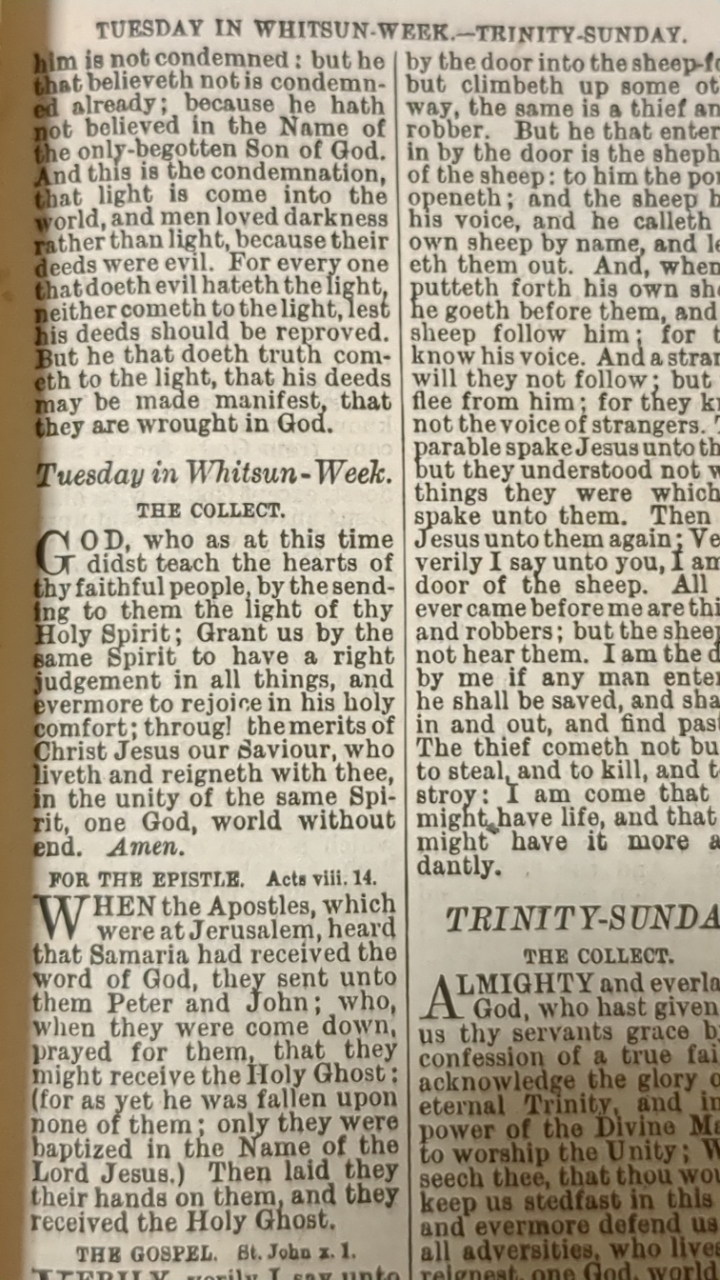 TUESDAY IN WHITSUN-WEEK.—TRINITY-SUNDAY.
him is not condemned: but he
that believeth not is condemn-
ed already; because he hath
not believed in the Name of
the only-begotten Son of God.
And this is the condemnation,
that light is come into the
world, and men loved darkness
rather than light, because their
deeds were evil. For every one
that doeth evil hateth the light,
neither cometh to the light, lest
his deeds should be reproved.
But he that doeth truth com-
eth to the light, that his deeds
may be made manifest, that
they are wrought in God.
Tuesday in Whitsun-Week.
THE COLLECT.
GOD, who as at this time
didst teach the hearts of
thy faithful people, by the send-
ing to them the light of thy
Holy Spirit; Grant us by the
same Spirit to have a right
judgement in all things, and
evermore to rejoice in his holy
comfort; through the merits of
Christ Jesus our Saviour, who
liveth and reigneth with thee,
in the unity of the same Spi-
rit, one God, world without
end. Amen.
FOR THE EPISTLE. Acts viii. 14.
WHEN the Apostles, which
were at Jerusalem, heard
that Samaria had received the
word of God, they sent unto
them Peter and John; who,
when they were come down,
prayed for them, that they
might receive the Holy Ghost:
(for as yet he was fallen upon
none of them; only they were
baptized in the Name of the
Lord Jesus.) Then laid they
their hands on them, and they
received the Holy Ghost.
THE GOSPEL. St. John x. 1.
VERILY, verily I say unto
by the door into the sheep-fo
but climbeth up some ot
way, the same is a thief an
robber. But he that enter
in by the door is the sheph
of the sheep: to him the por
openeth; and the sheep h
his voice, and he calleth
own sheep by name, and le
eth them out. And, when
putteth forth his own she
he goeth before them, and
sheep follow him; for t
know his voice. And a stran
will they not follow; but
flee from him; for they kn
not the voice of strangers. T
parable spake Jesus unto th
but they understood not w
things they were which
spake unto them. Then
Jesus unto them again; Ve
verily I say unto you, I am
door of the sheep. All
ever came before me are thi
and robbers; but the sheep
not hear them. I am the d
by me if any man enter
he shall be saved, and sha
in and out, and find past
The thief cometh not bu
to steal, and to kill, and t
stroy: I am come that
might have life, and that
might have it more a
dantly.
TRINITY-SUNDA
THE COLLECT.
ALMIGHTY and everla
God, who hast given
us thy servants grace b
confession of a true fai
acknowledge the glory o
eternal Trinity, and in
power of the Divine Ma
to worship the Unity; W
seech thee, that thou wou
keep us stedfast in this
and evermore defend us
all adversities, who lives
reignest, one God, world